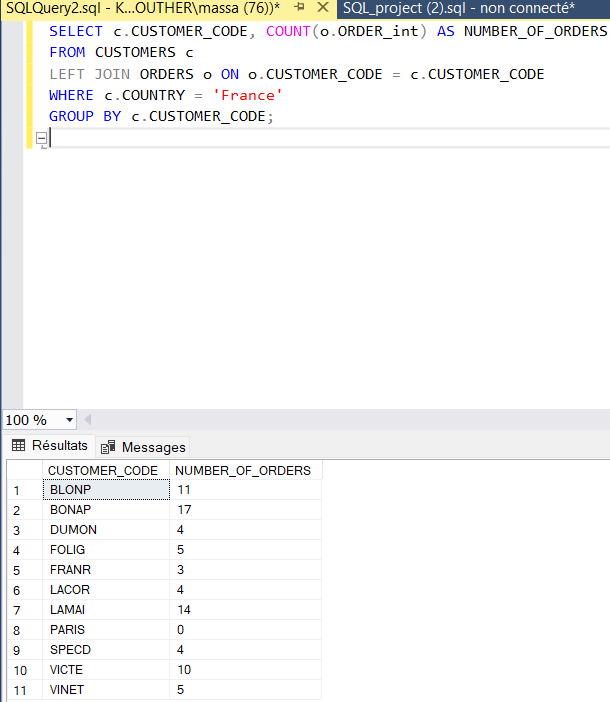 SQLQuery2.sql - K...OUTHER\massa (76))* SQL_project (2).sql - non connecté*
SELECT c.CUSTOMER_CODE, COUNT(o.ORDER_int) AS NUMBER_OF_ORDERS
FROM CUSTOMERS c
LEFT JOIN ORDERS o ON o.CUSTOMER_CODE = c.CUSTOMER_CODE
WHERE c.COUNTRY = 'France'
GROUP BY c.CUSTOMER_CODE;
100 %
Résultats Messages
CUSTOMER_CODE NUMBER_OF_ORDERS
1 BLONP 11
2 BONAP 17
3 DUMON 4
4 FOLIG 5
5 FRANR 3
6 LACOR 4
7 LAMAI 14
8 PARIS 0
9 SPECD 4
10 VICTE 10
11 VINET 5